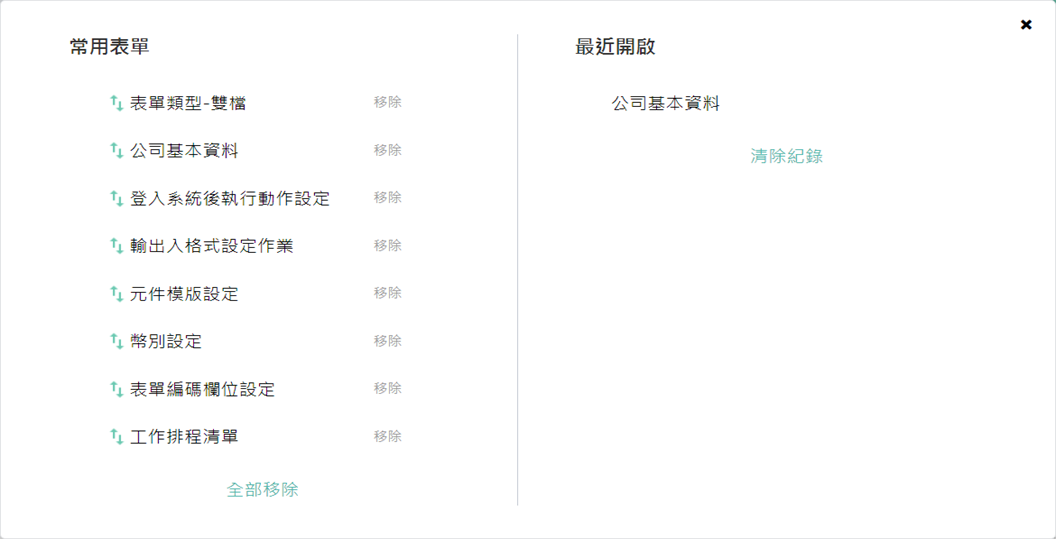 常用表單
表單類型-雙檔 移除
公司基本資料 移除
登入系統後執行動作設定 移除
輸出入格式設定作業 移除
元件模版設定 移除
幣別設定 移除
表單編碼欄位設定 移除
工作排程清單 移除
全部移除
最近開啟
公司基本資料
清除紀錄